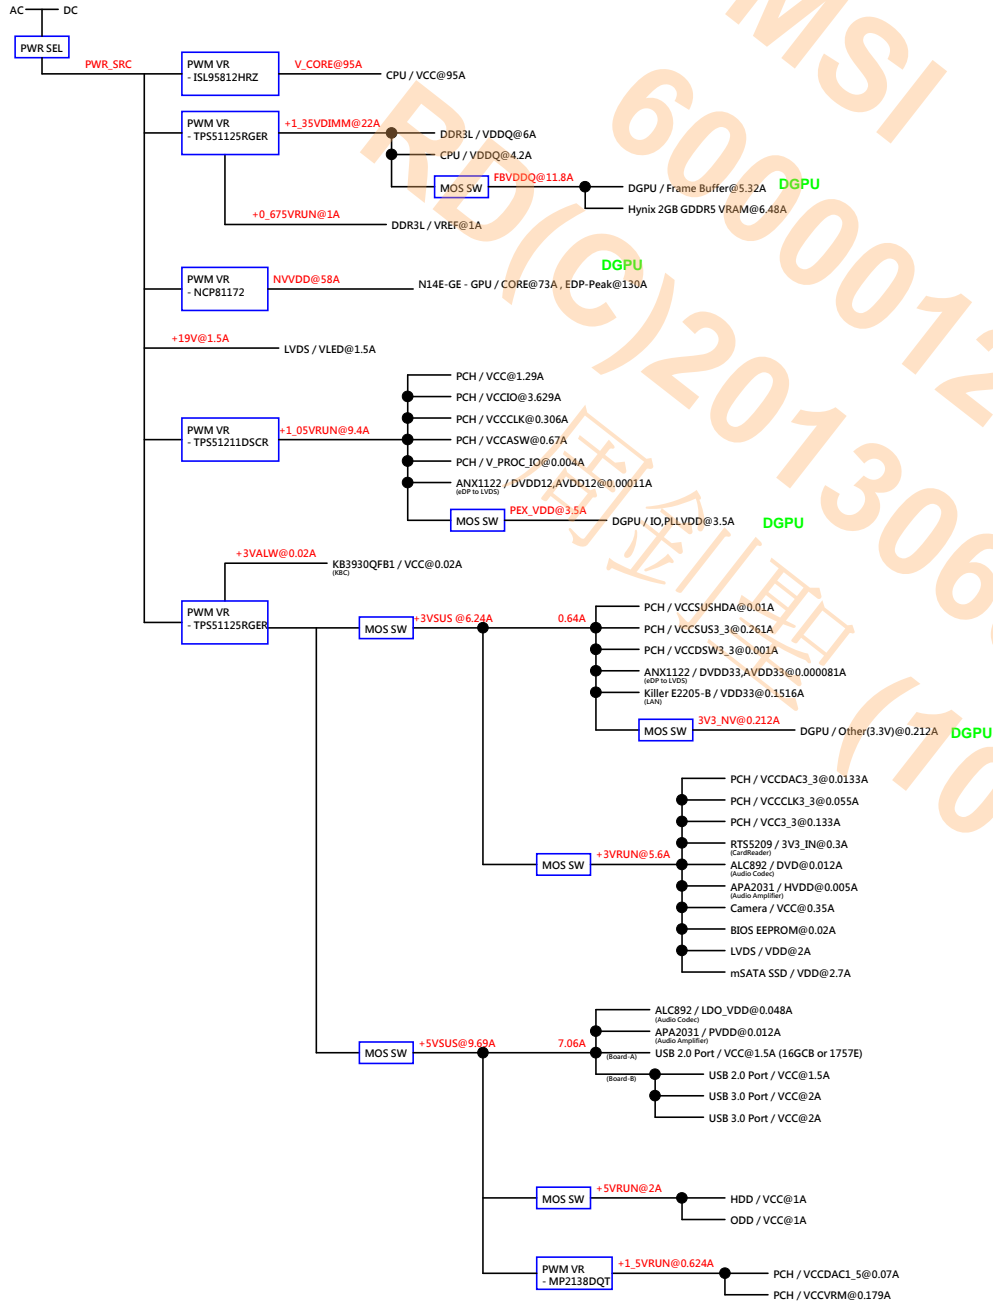 AC DC
PWR SEL
PWR_SRC
PWM VR
- ISL95812HRZ
V_CORE@95A
CPU / VCC@95A
PWM VR
- TPS51125RGER
+1_35VDIMM@22A
DDR3L / VDDQ@6A
CPU / VDDQ@4.2A
MOS SW
FBVDDQ@11.8A
DGPU / Frame Buffer@5.32A
DGPU
Hynix 2GB GDDR5 VRAM@6.48A
+0_675VRUN@1A
DDR3L / VREF@1A
DGPU
PWM VR
- NCP81172
NVVDD@58A
N14E-GE - GPU / CORE@73A , EDP-Peak@130A
+19V@1.5A
LVDS / VLED@1.5A
PWM VR
- TPS51211DSCR
+1_05VRUN@9.4A
PCH / VCC@1.29A
PCH / VCCIO@3.629A
PCH / VCCCLK@0.306A
PCH / VCCASW@0.67A
PCH / V_PROC_IO@0.004A
ANX1122 / DVDD12,AVDD12@0.00011A
(eDP to LVDS)
MOS SW
PEX_VDD@3.5A
DGPU / IO,PLLVDD@3.5A
DGPU
+3VALW@0.02A
KB3930QFB1 / VCC@0.02A
(KBC)
PWM VR
- TPS51125RGER
MOS SW
+3VSUS @6.24A
0.64A
PCH / VCCSUSHDA@0.01A
PCH / VCCSUS3_3@0.261A
PCH / VCCDSW3_3@0.001A
ANX1122 / DVDD33,AVDD33@0.000081A
(eDP to LVDS)
Killer E2205-B / VDD33@0.1516A
(LAN)
MOS SW
3V3_NV@0.212A
DGPU / Other(3.3V)@0.212A
DGPU
MOS SW
+3VRUN@5.6A
PCH / VCCDAC3_3@0.0133A
PCH / VCCCLK3_3@0.055A
PCH / VCC3_3@0.133A
RTS5209 / 3V3_IN@0.3A
(CardReader)
ALC892 / DVD@0.012A
(Audio Codec)
APA2031 / HVDD@0.005A
(Audio Amplifier)
Camera / VCC@0.35A
BIOS EEPROM@0.02A
LVDS / VDD@2A
mSATA SSD / VDD@2.7A
MOS SW
+5VSUS@9.69A
7.06A
ALC892 / LDO_VDD@0.048A
(Audio Codec)
APA2031 / PVDD@0.012A
(Audio Amplifier)
(Board-A)
USB 2.0 Port / VCC@1.5A (16GCB or 1757E)
(Board-B)
USB 2.0 Port / VCC@1.5A
USB 3.0 Port / VCC@2A
USB 3.0 Port / VCC@2A
MOS SW
+5VRUN@2A
HDD / VCC@1A
ODD / VCC@1A
PWM VR
- MP2138DQT
+1_5VRUN@0.624A
PCH / VCCDAC1_5@0.07A
PCH / VCCVRM@0.179A
MSI
6000012
RD(C)201306
周釗聖 (10